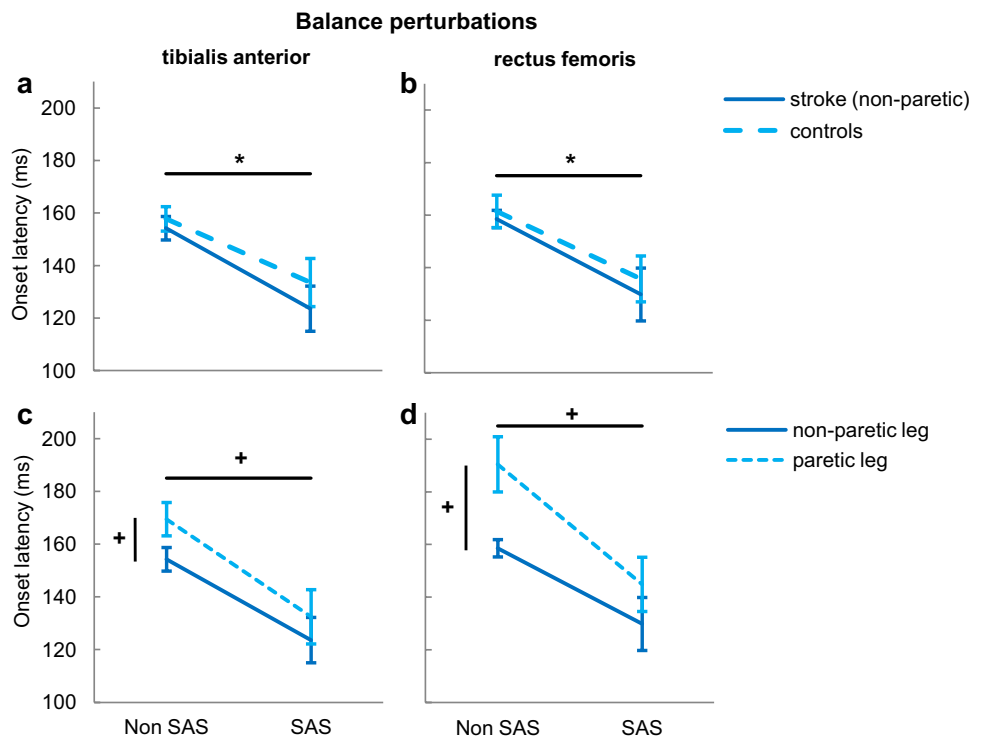 Balance perturbations
tibialis anterior
rectus femoris
a
b
stroke (non-paretic)
controls
Onset latency (ms)
200
180
160
140
120
100
*
*
c
d
non-paretic leg
paretic leg
Onset latency (ms)
200
180
160
140
120
100
+
+
+
+
Non SAS
SAS
Non SAS
SAS